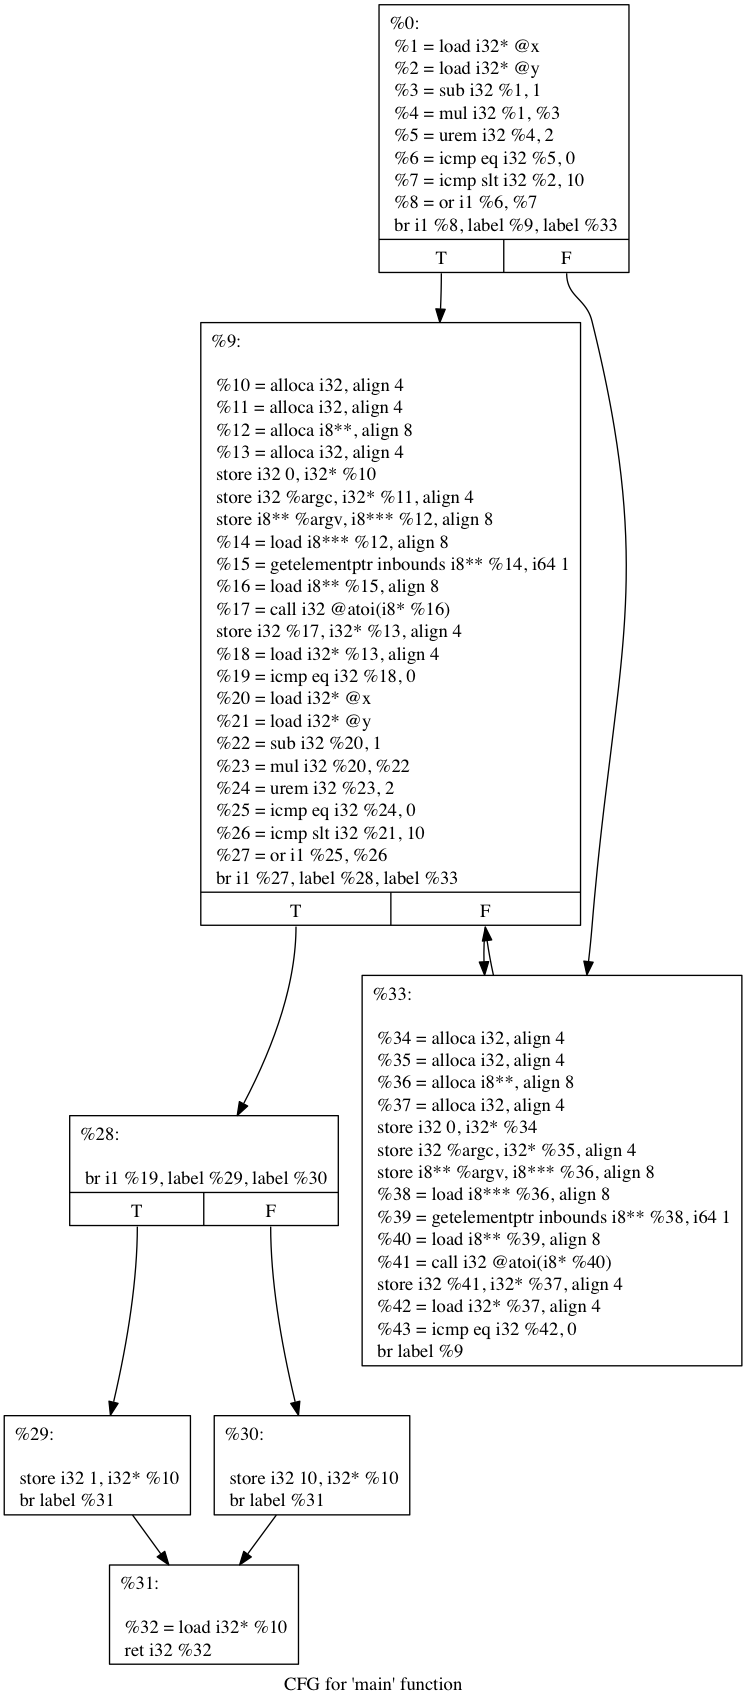 %0:
%1 = load i32* @x
%2 = load i32* @y
%3 = sub i32 %1, 1
%4 = mul i32 %1, %3
%5 = urem i32 %4, 2
%6 = icmp eq i32 %5, 0
%7 = icmp slt i32 %2, 10
%8 = or i1 %6, %7
br i1 %8, label %9, label %33
T F
%9:
%10 = alloca i32, align 4
%11 = alloca i32, align 4
%12 = alloca i8**, align 8
%13 = alloca i32, align 4
store i32 0, i32* %10
store i32 %argc, i32* %11, align 4
store i8** %argv, i8*** %12, align 8
%14 = load i8*** %12, align 8
%15 = getelementptr inbounds i8** %14, i64 1
%16 = load i8** %15, align 8
%17 = call i32 @atoi(i8* %16)
store i32 %17, i32* %13, align 4
%18 = load i32* %13, align 4
%19 = icmp eq i32 %18, 0
%20 = load i32* @x
%21 = load i32* @y
%22 = sub i32 %20, 1
%23 = mul i32 %20, %22
%24 = urem i32 %23, 2
%25 = icmp eq i32 %24, 0
%26 = icmp slt i32 %21, 10
%27 = or i1 %25, %26
br i1 %27, label %28, label %33
T F
%33:
%34 = alloca i32, align 4
%35 = alloca i32, align 4
%36 = alloca i8**, align 8
%37 = alloca i32, align 4
store i32 0, i32* %34
store i32 %argc, i32* %35, align 4
store i8** %argv, i8*** %36, align 8
%38 = load i8*** %36, align 8
%39 = getelementptr inbounds i8** %38, i64 1
%40 = load i8** %39, align 8
%41 = call i32 @atoi(i8* %40)
store i32 %41, i32* %37, align 4
%42 = load i32* %37, align 4
%43 = icmp eq i32 %42, 0
br label %9
%28:
br i1 %19, label %29, label %30
T F
%29:
store i32 1, i32* %10
br label %31
%30:
store i32 10, i32* %10
br label %31
%31:
%32 = load i32* %10
ret i32 %32
CFG for 'main' function